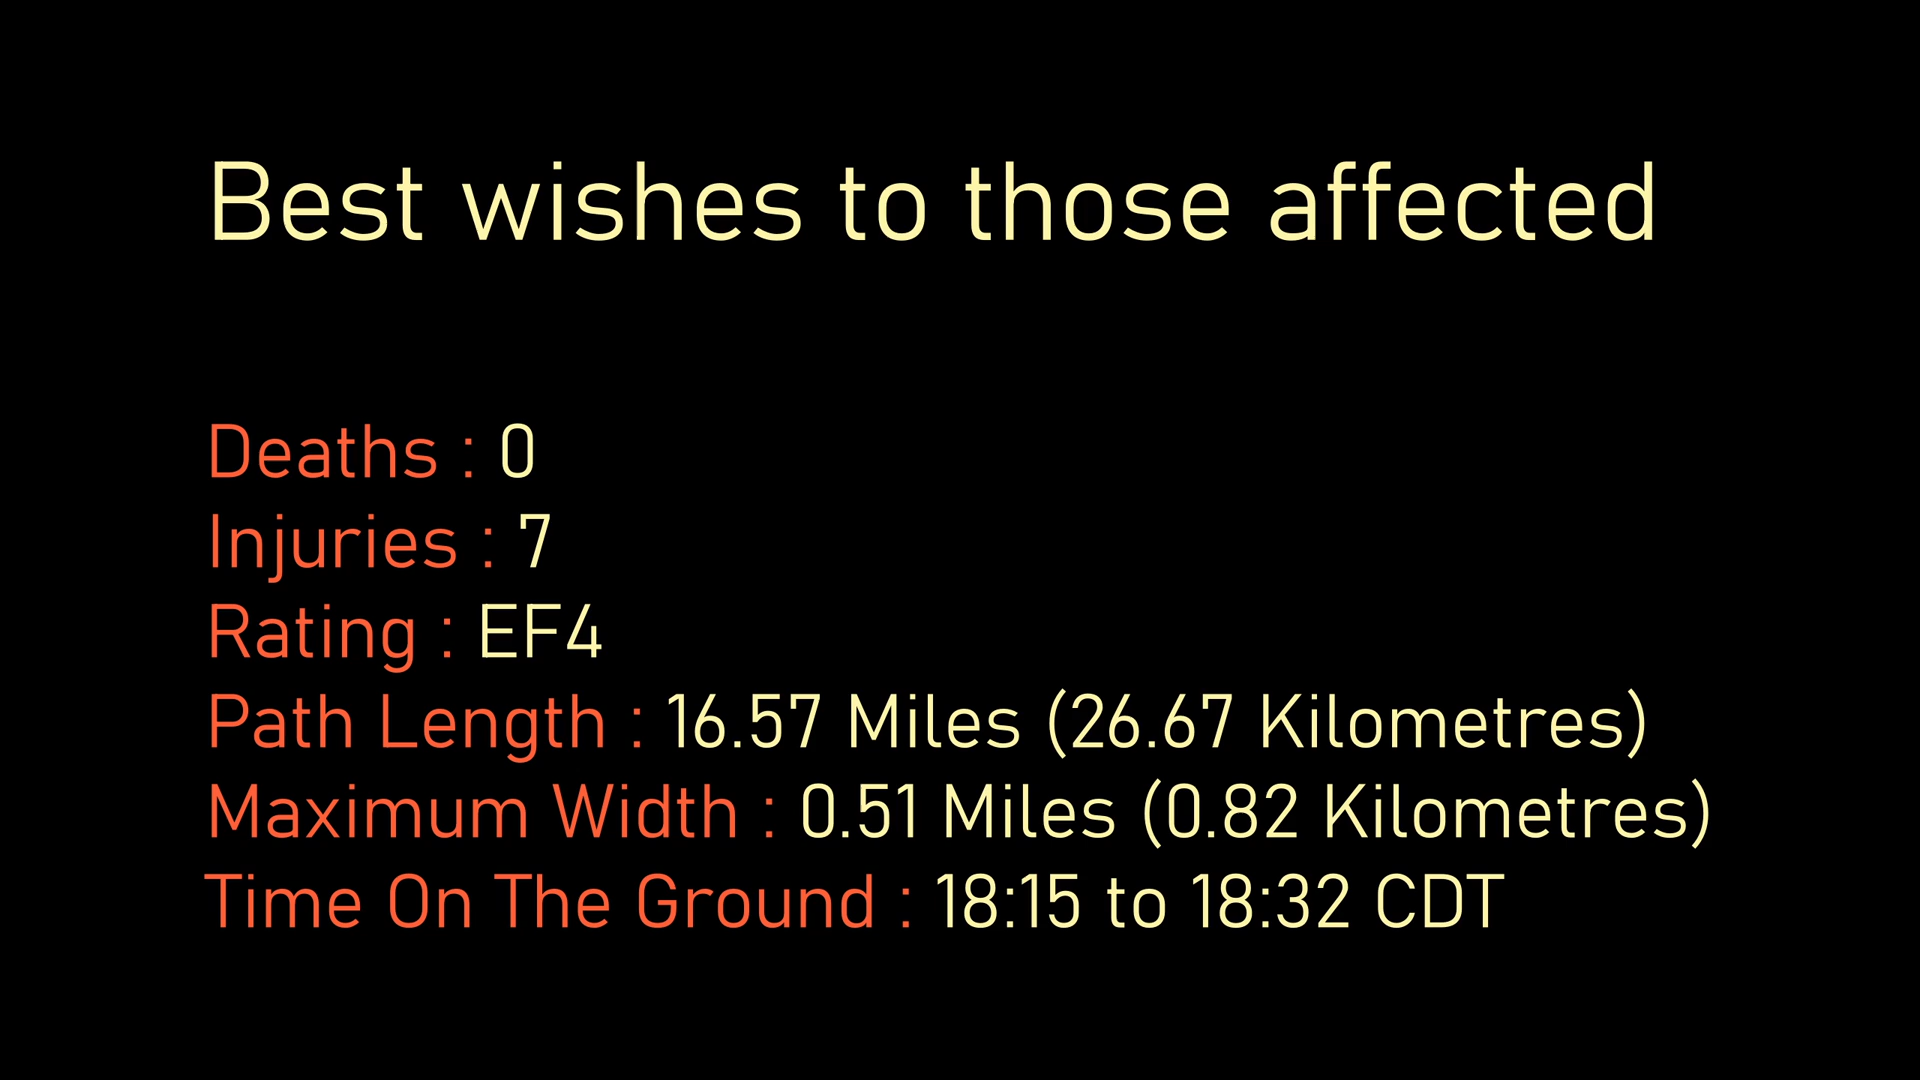 Best wishes to those affected
Deaths : 0
Injuries : 7
Rating : EF4
Path Length : 16.57 Miles (26.67 Kilometres)
Maximum Width : 0.51 Miles (0.82 Kilometres)
Time On The Ground : 18:15 to 18:32 CDT